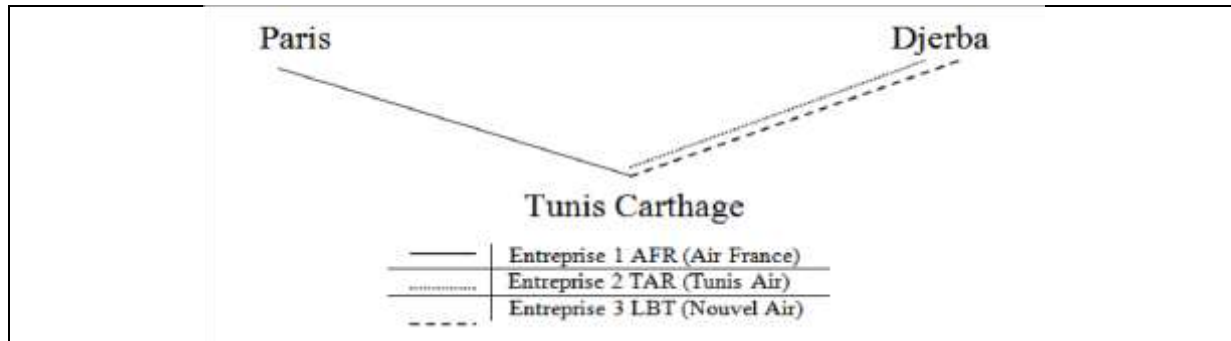 Paris
Djerba
Tunis Carthage
Entreprise 1 AFR (Air France)
Entreprise 2 TAR (Tunis Air)
Entreprise 3 LBT (Nouvel Air)